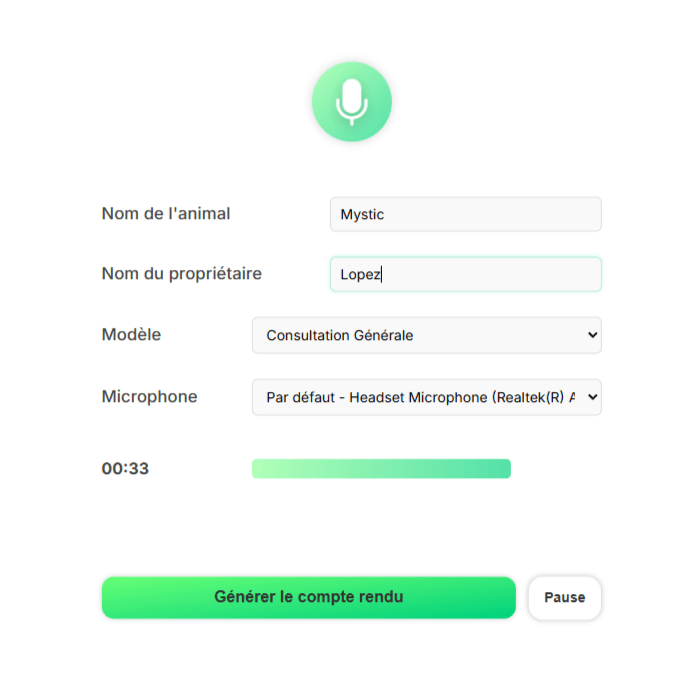 Nom de l'animal
Mystic
Nom du propriétaire
Lopez
Modèle
Consultation Générale
Microphone
Par défaut - Headset Microphone (Realtek(R) A
00:33
Générer le compte rendu
Pause